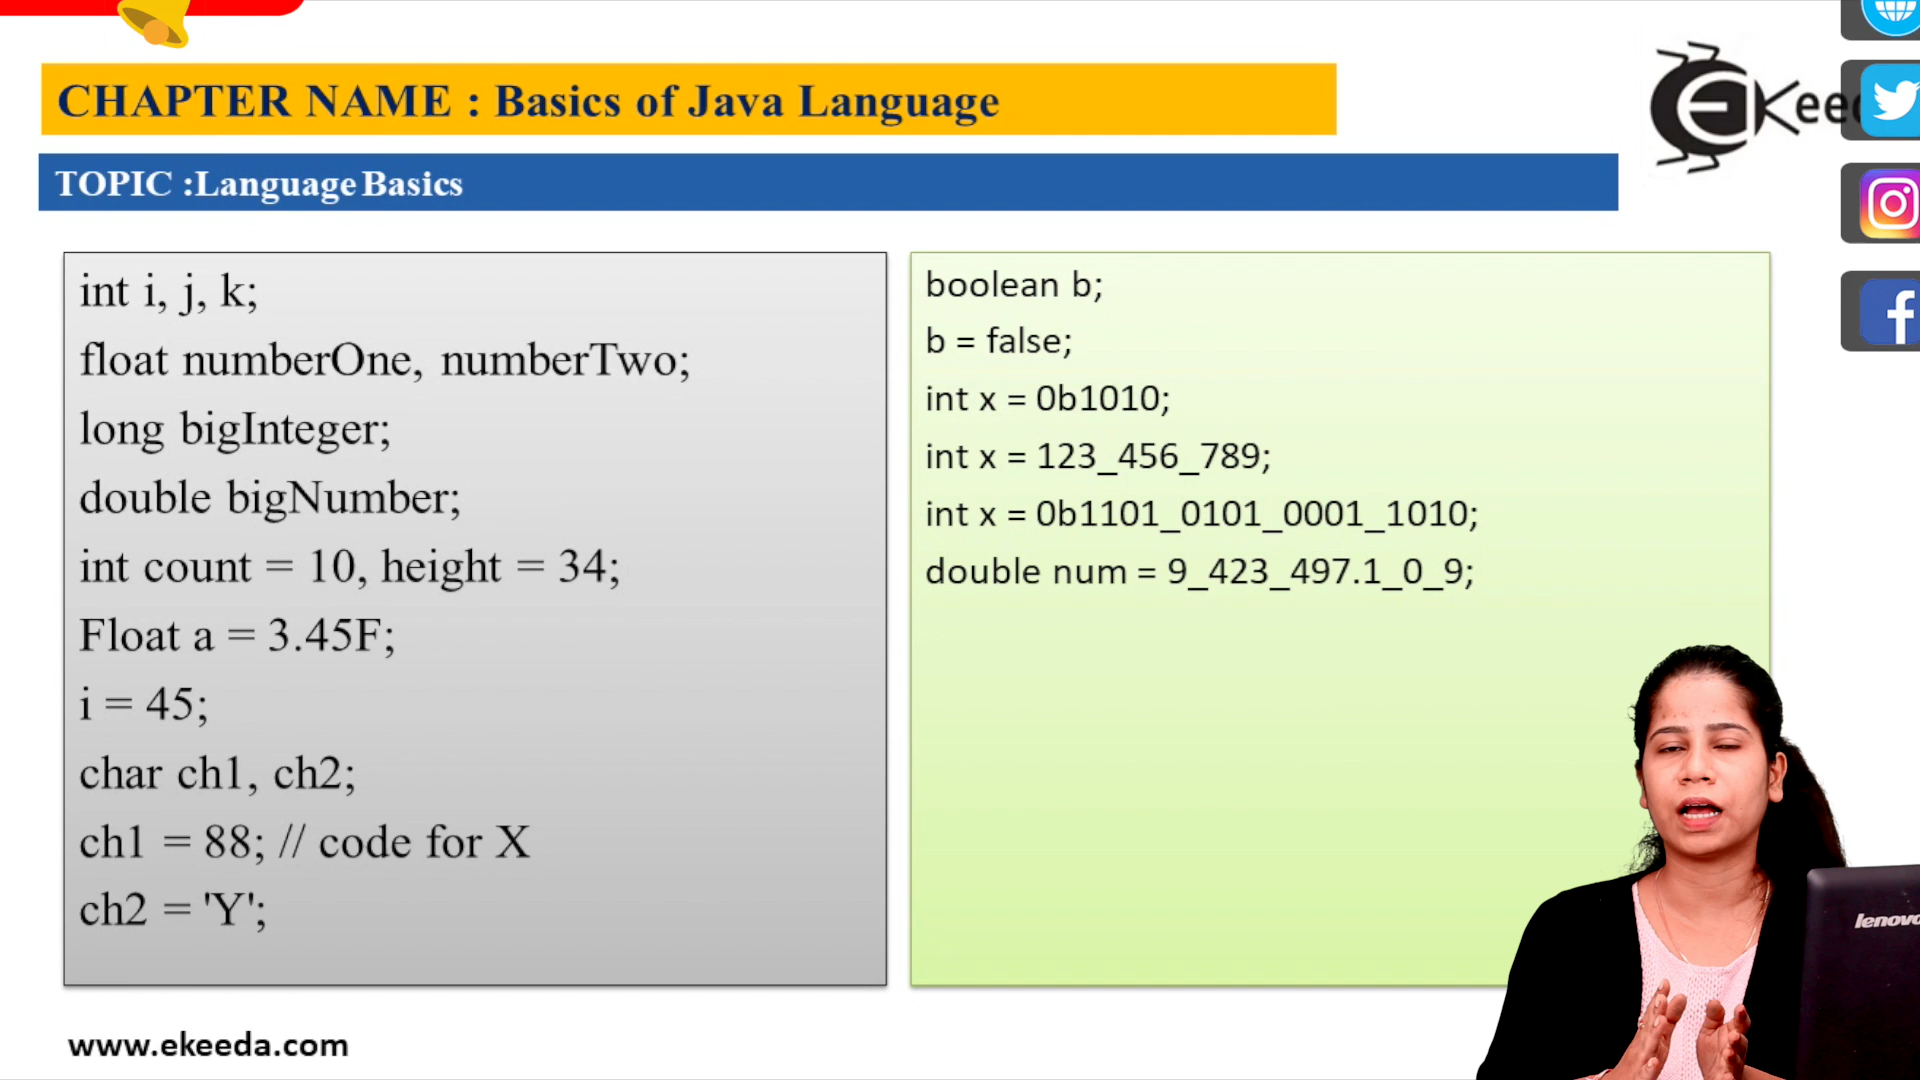 CHAPTER NAME : Basics of Java Language
TOPIC :Language Basics
int i, j, k;
float numberOne, numberTwo;
long bigInteger;
double bigNumber;
int count = 10, height = 34;
Float a = 3.45F;
i = 45;
char ch1, ch2;
ch1 = 88; // code for X
ch2 = 'Y';
boolean b;
b = false;
int x = 0b1010;
int x = 123_456_789;
int x = 0b1101_0101_0001_1010;
double num = 9_423_497.1_0_9;
lenovo
www.ekeeda.com